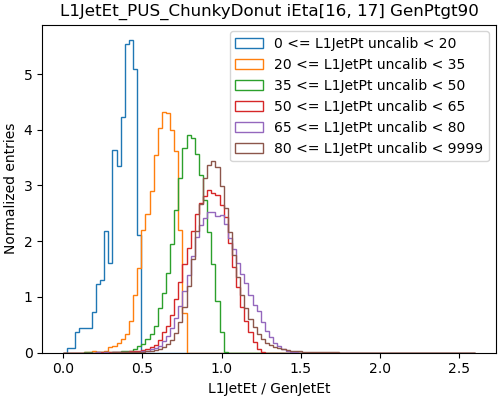 L1JetEt_PUS_ChunkyDonut iEta[16, 17] GenPtgt90
0 <= L1JetPt uncalib < 20
20 <= L1JetPt uncalib < 35
35 <= L1JetPt uncalib < 50
50 <= L1JetPt uncalib < 65
65 <= L1JetPt uncalib < 80
80 <= L1JetPt uncalib < 9999
Normalized entries
5
4
3
2
1
0
0.0 0.5 1.0 1.5 2.0 2.5
L1JetEt / GenJetEt